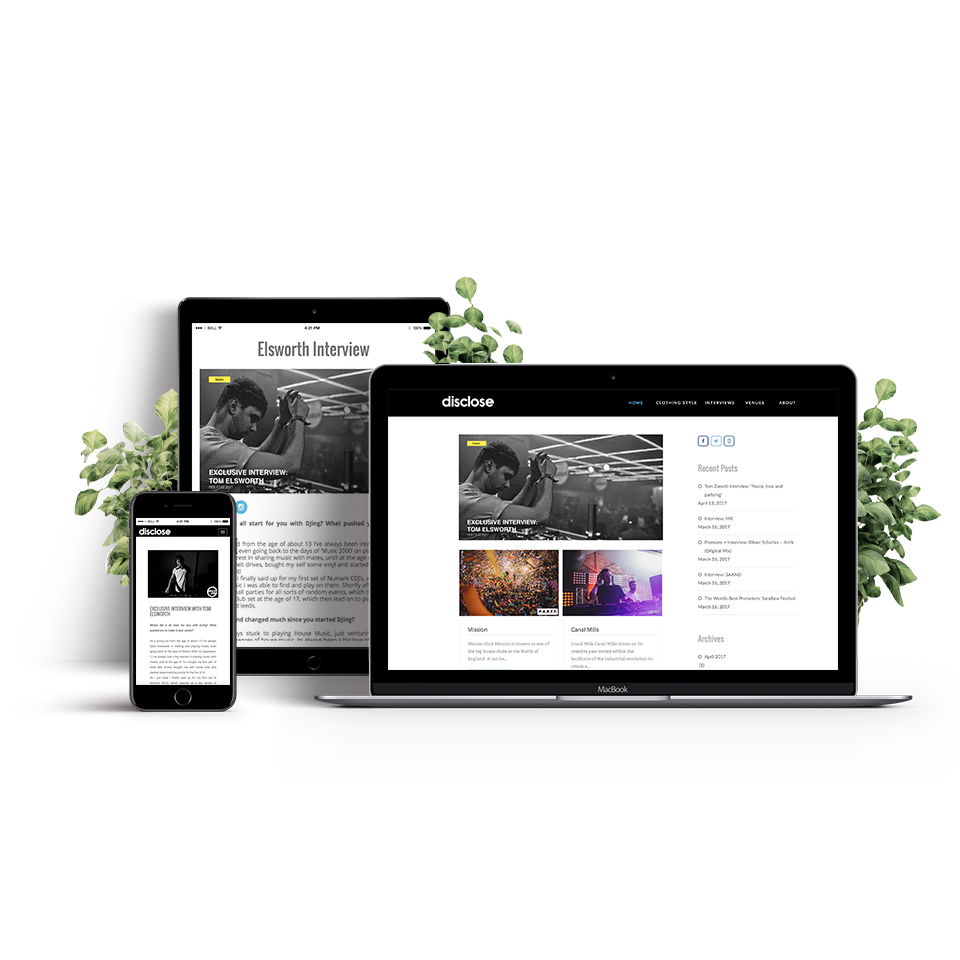 ●●●○○ BELL
4:21 PM
100%
Elsworth Interview
News
EXCLUSIVE INTERVIEW:
TOM ELSWORTH
all start for you with Djing? What pushed y
d from the age of about 13 I've always been inte
, even going back to the days of 'Music 2000' on pl
rest in sharing music with mates, until at the age
elt drives, bought my self some vinyl and started
I finally said up for my first set of Numark CDJ's,
sic i was able to find and play on them. Shortly aft
all parties for all sorts of random events, which t
lub set at the age of 17, which then lead on to pl
d leeds.
and changed much since you started DJing?
ays stuck to playing House Music, just venturing
disclose
HOME
CLOTHING STYLE
INTERVIEWS
VENUES
ABOUT
EXCLUSIVE INTERVIEW:
TOM ELSWORTH
Mission
Mission Club Mission is known as one of
the top house clubs in the North of
England. It can be...
Canal Mills
Canal Mills Canal Mills thrives on its
creative past stored within the
backbone of the industrial revolution to
create a...
Recent Posts
Tom Zanetti Interview: 'Peace, love and
partying'
April 13, 2017
Interview: MK
March 16, 2017
Premiere + Interview: Oliver Schories – Antik
(Original Mix)
March 16, 2017
Interview: SAAND
March 16, 2017
The Worlds Best Promoters: Sandbox Festival
March 16, 2017
Archives
April 2017
(1)
MacBook
4:21 PM
100%
disclose
EXCLUSIVE INTERVIEW WITH TOM
ELSWORTH
Where did it all start for you with DJing? What
pushed you to make it your career?